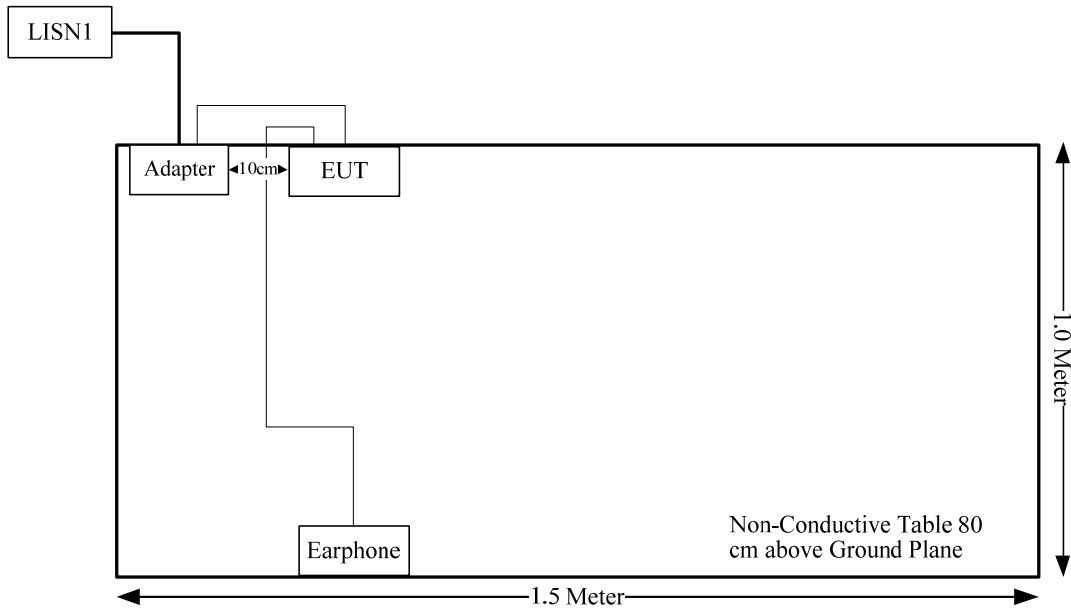 LISN1
Adapter
10cm
EUT
1.0 Meter
Earphone
Non-Conductive Table 80
cm above Ground Plane
1.5 Meter